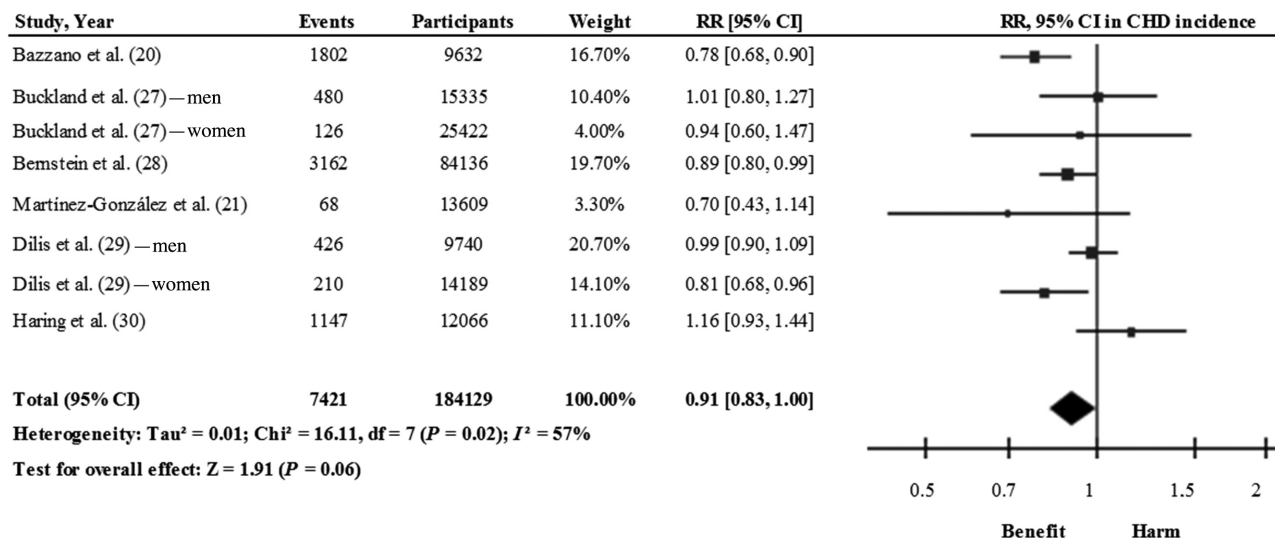 Study, Year Events Participants Weight RR [95% CI] RR, 95% CI in CHD incidence
Bazzano et al. (20) 1802 9632 16.70% 0.78 [0.68, 0.90]
Buckland et al. (27)—men 480 15335 10.40% 1.01 [0.80, 1.27]
Buckland et al. (27)—women 126 25422 4.00% 0.94 [0.60, 1.47]
Bernstein et al. (28) 3162 84136 19.70% 0.89 [0.80, 0.99]
Martínez-González et al. (21) 68 13609 3.30% 0.70 [0.43, 1.14]
Dilis et al. (29)—men 426 9740 20.70% 0.99 [0.90, 1.09]
Dilis et al. (29)—women 210 14189 14.10% 0.81 [0.68, 0.96]
Haring et al. (30) 1147 12066 11.10% 1.16 [0.93, 1.44]
Total (95% CI) 7421 184129 100.00% 0.91 [0.83, 1.00]
Heterogeneity: Tau² = 0.01; Chi² = 16.11, df = 7 (P = 0.02); I² = 57%
Test for overall effect: Z = 1.91 (P = 0.06)
0.5 0.7 1 1.5 2
Benefit Harm